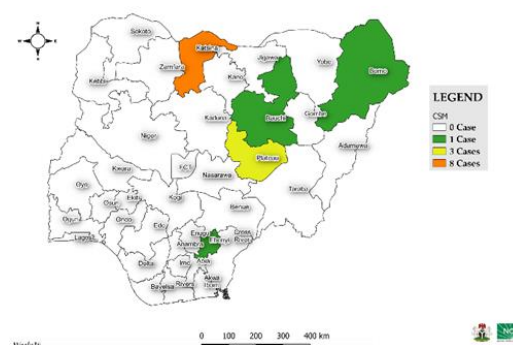 Sokoto
Katsina
Jigawa
Yobe
Borno
Zamfara
Kebbi
Kano
Kaduna
Bauchi
Gombe
Adamawa
Niger
Plateau
FCT
Kwara
Nasarawa
Taraba
Oyo
Ekiti
Kogi
Osun
Benue
Ogun
Ondo
Edo
Enugu
Ebonyi
Cross
River
Lagos
Anambra
Delta
Imo
Abia
Akwa
Bayelsa
Rivers
LEGEND
CSM
0 Case
1 Case
3 Cases
8 Cases
0 100 200 300 400 km